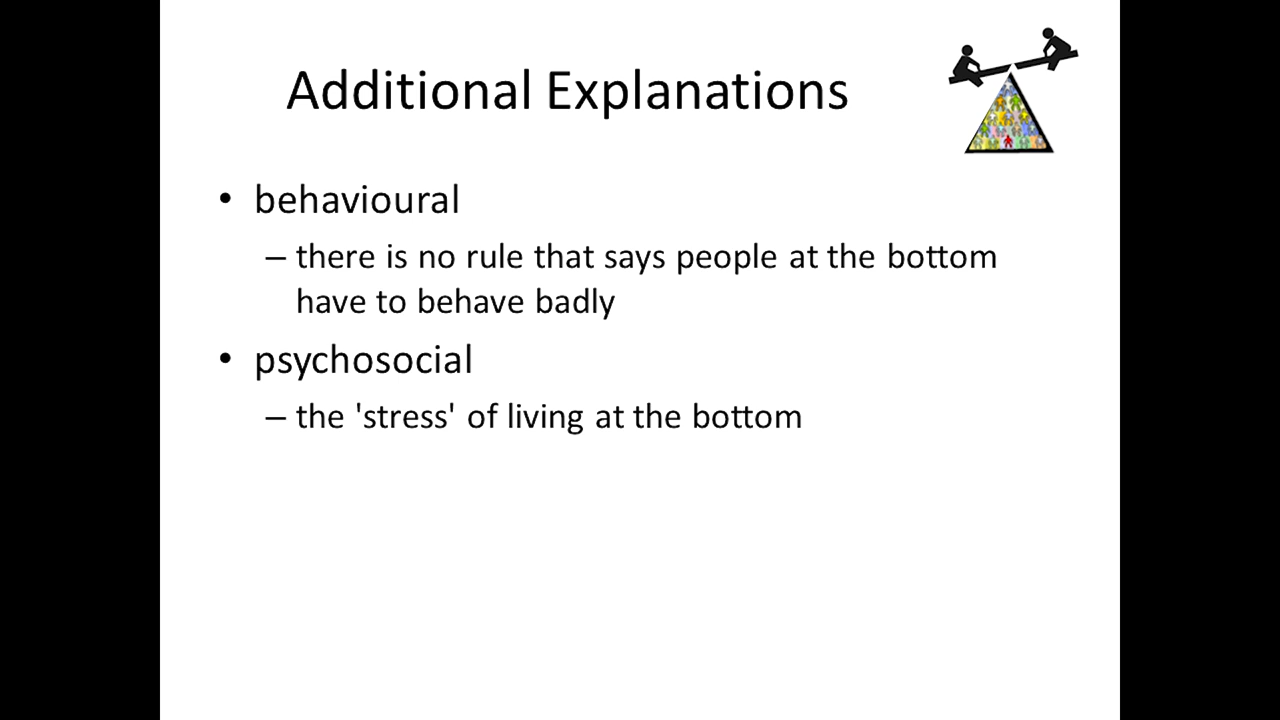 Additional Explanations
• behavioural
– there is no rule that says people at the bottom
have to behave badly
• psychosocial
– the 'stress' of living at the bottom